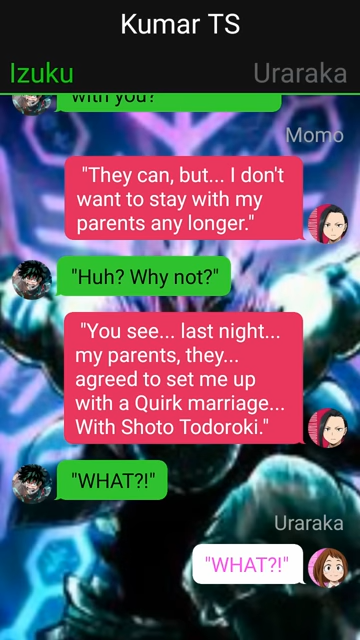 Kumar TS
Izuku
Uraraka
with you?"
Momo
"They can, but... I don't
want to stay with my
parents any longer."
"Huh? Why not?"
"You see... last night...
my parents, they...
agreed to set me up
with a Quirk marriage...
With Shoto Todoroki."
"WHAT?!"
Uraraka
"WHAT?!"